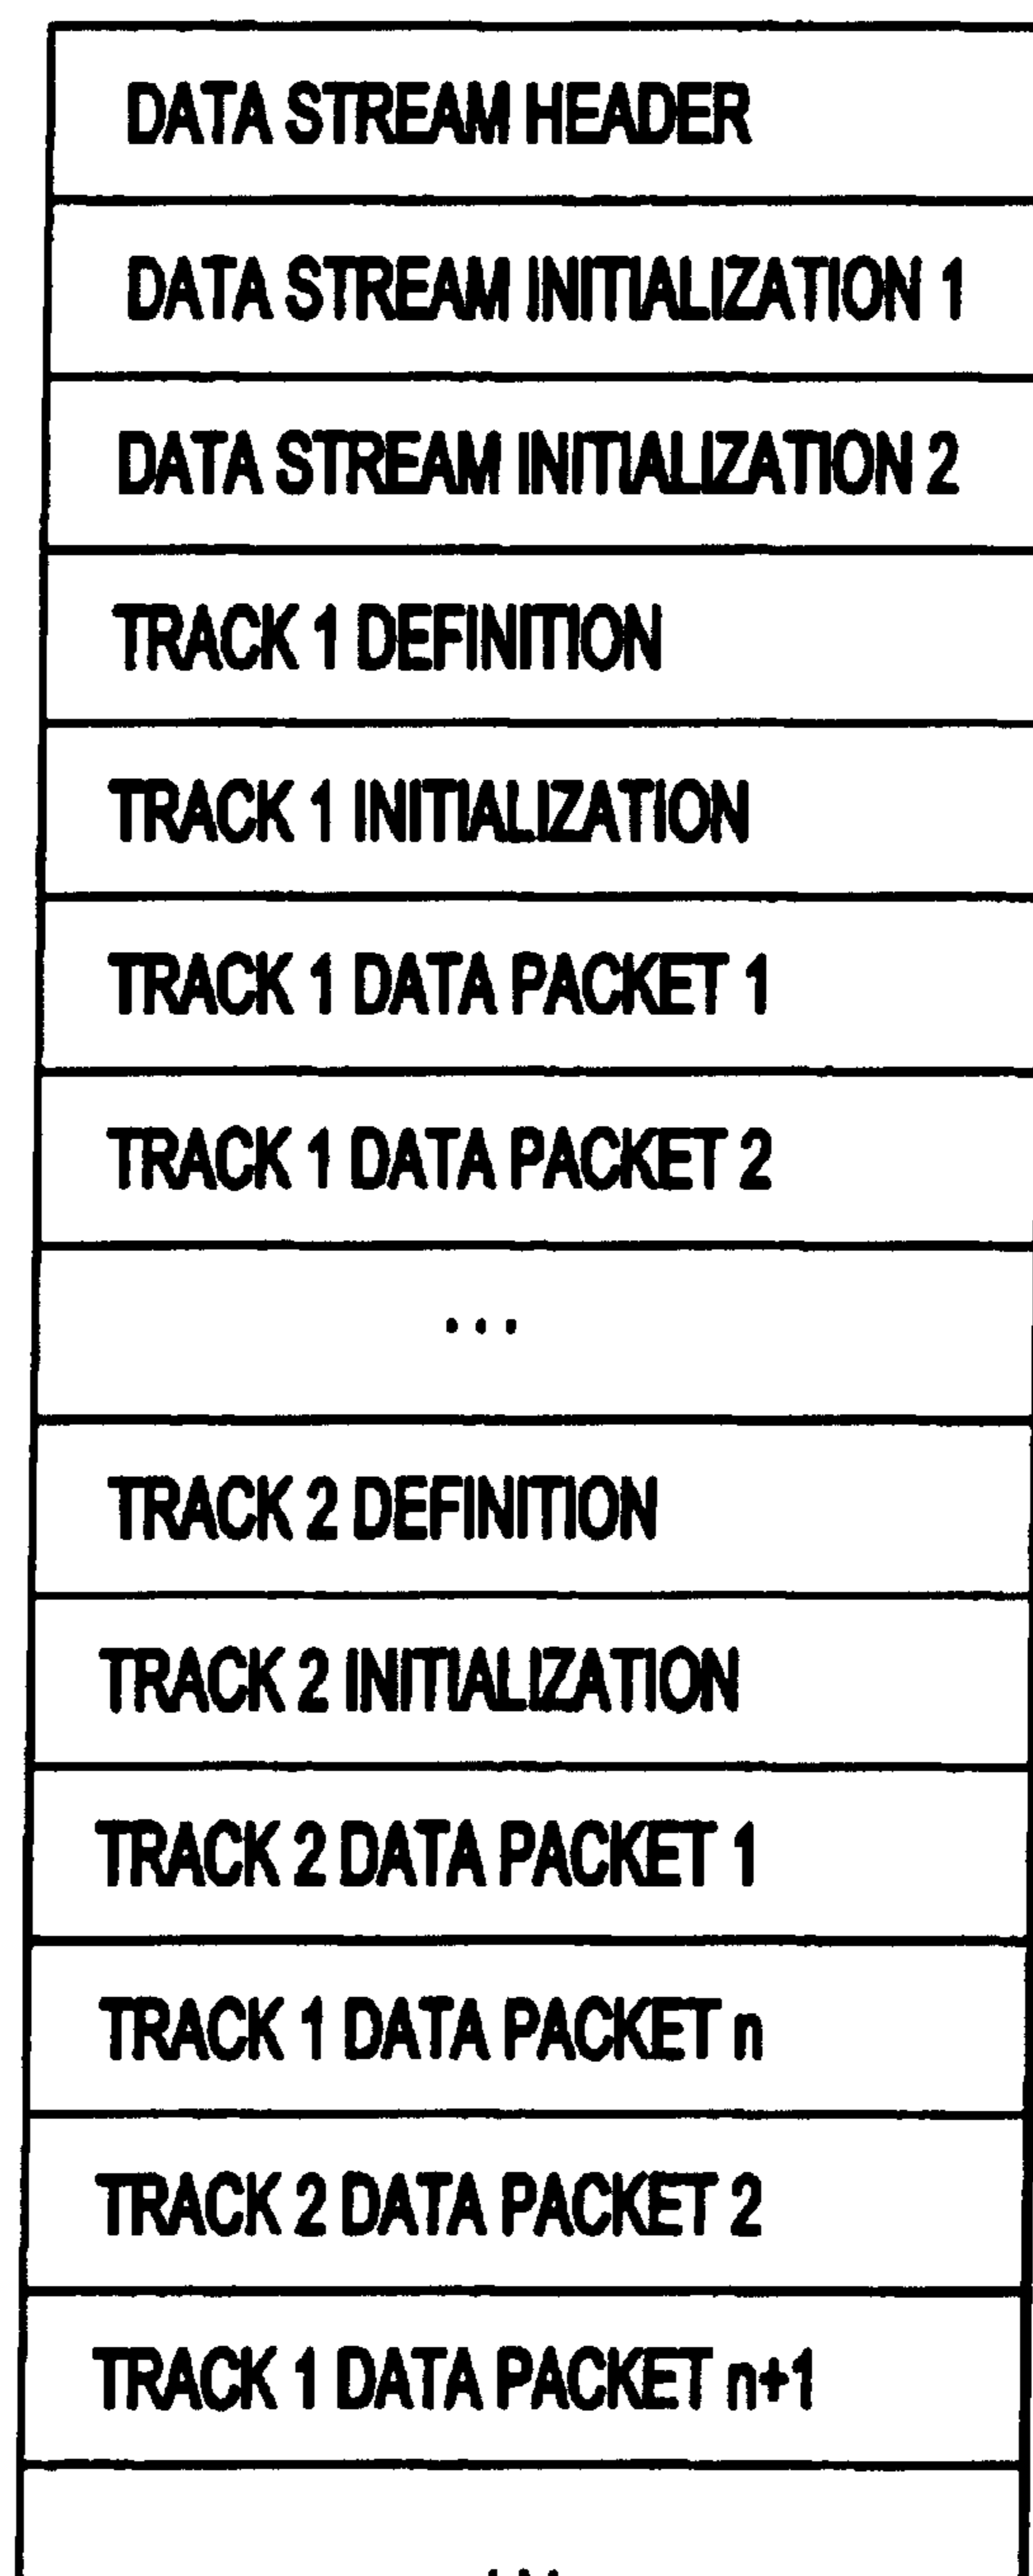 DATA STREAM HEADER
DATA STREAM INITIALIZATION 1
DATA STREAM INITIALIZATION 2
TRACK 1 DEFINITION
TRACK 1 INITIALIZATION
TRACK 1 DATA PACKET 1
TRACK 1 DATA PACKET 2
...
TRACK 2 DEFINITION
TRACK 2 INITIALIZATION
TRACK 2 DATA PACKET 1
TRACK 1 DATA PACKET n
TRACK 2 DATA PACKET 2
TRACK 1 DATA PACKET n+1
...